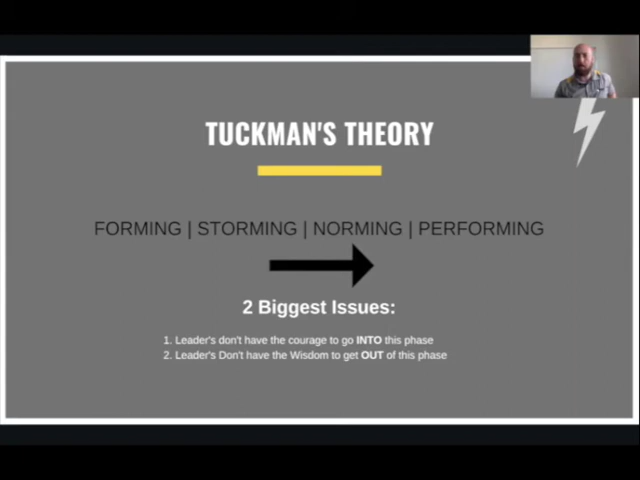 TUCKMAN'S THEORY
FORMING | STORMING | NORMING | PERFORMING
2 Biggest Issues:
1. Leader's don't have the courage to go INTO this phase
2. Leader's Don't have the Wisdom to get OUT of this phase